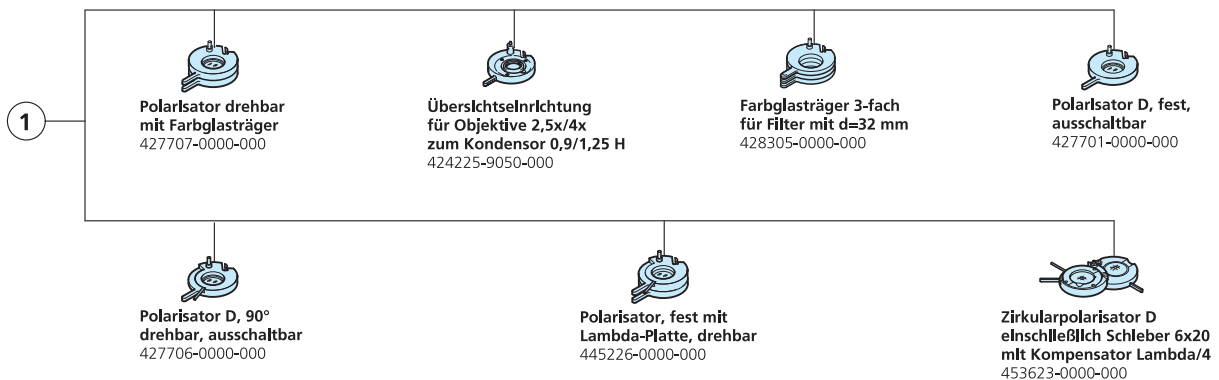 1
Polarisator drehbar
mit Farbglasträger
427707-0000-000
Übersichtseinrichtung
für Objektive 2,5x/4x
zum Kondensor 0,9/1,25 H
424225-9050-000
Farbglasträger 3-fach
für Filter mit d=32 mm
428305-0000-000
Polarisator D, fest,
ausschaltbar
427701-0000-000
Polarisator D, 90°
drehbar, ausschaltbar
427706-0000-000
Polarisator, fest mit
Lambda-Platte, drehbar
445226-0000-000
Zirkularpolarisator D
einschließlich Schieber 6x20
mit Kompensator Lambda/4
453623-0000-000